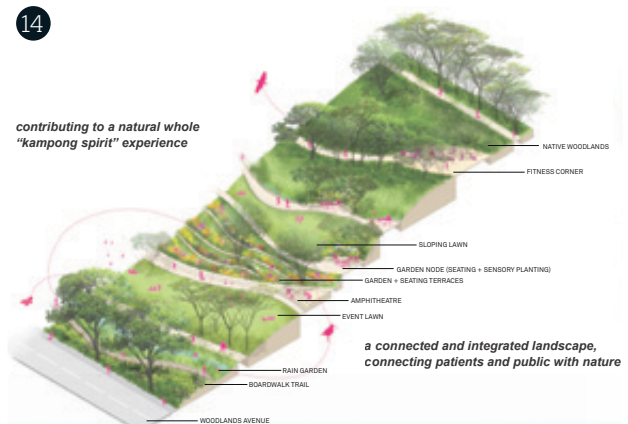 14
contributing to a natural whole
“kampong spirit” experience
NATIVE WOODLANDS
FITNESS CORNER
SLOPING LAWN
GARDEN NODE (SEATING + SENSORY PLANTING)
GARDEN + SEATING TERRACES
AMPHITHEATRE
EVENT LAWN
a connected and integrated landscape,
connecting patients and public with nature
RAIN GARDEN
BOARDWALK TRAIL
WOODLANDS AVENUE